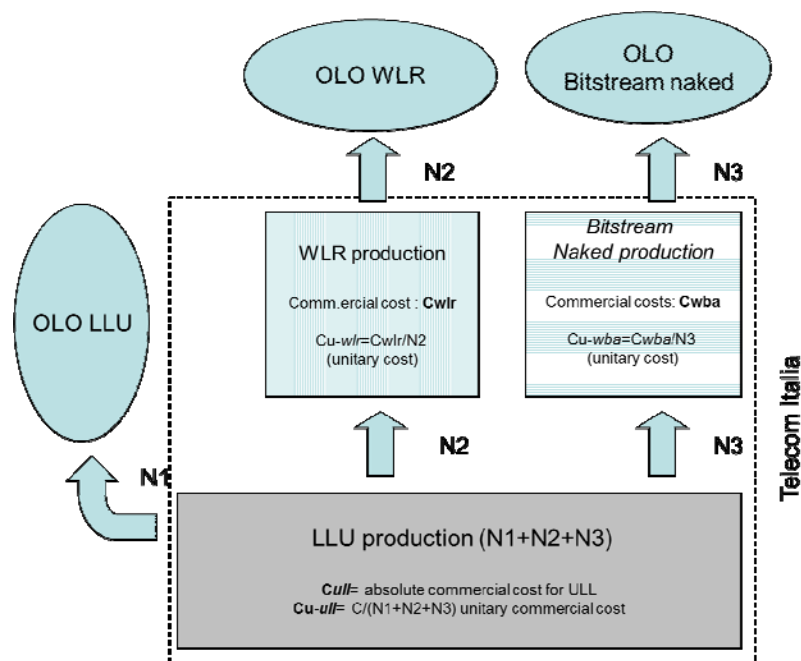 OLO WLR
OLO
Bitstream naked
N2
N3
OLO LLU
WLR production
Comm.ercial cost : Cwlr
Cu-wlr=Cwlr/N2
(unitary cost)
Bitstream
Naked production
Commercial costs: Cwba
Cu-wba=Cwba/N3
(unitary cost)
N1
N2
N3
Telecom Italia
LLU production (N1+N2+N3)
Cull= absolute commercial cost for ULL
Cu-ull= C/(N1+N2+N3) unitary commercial cost